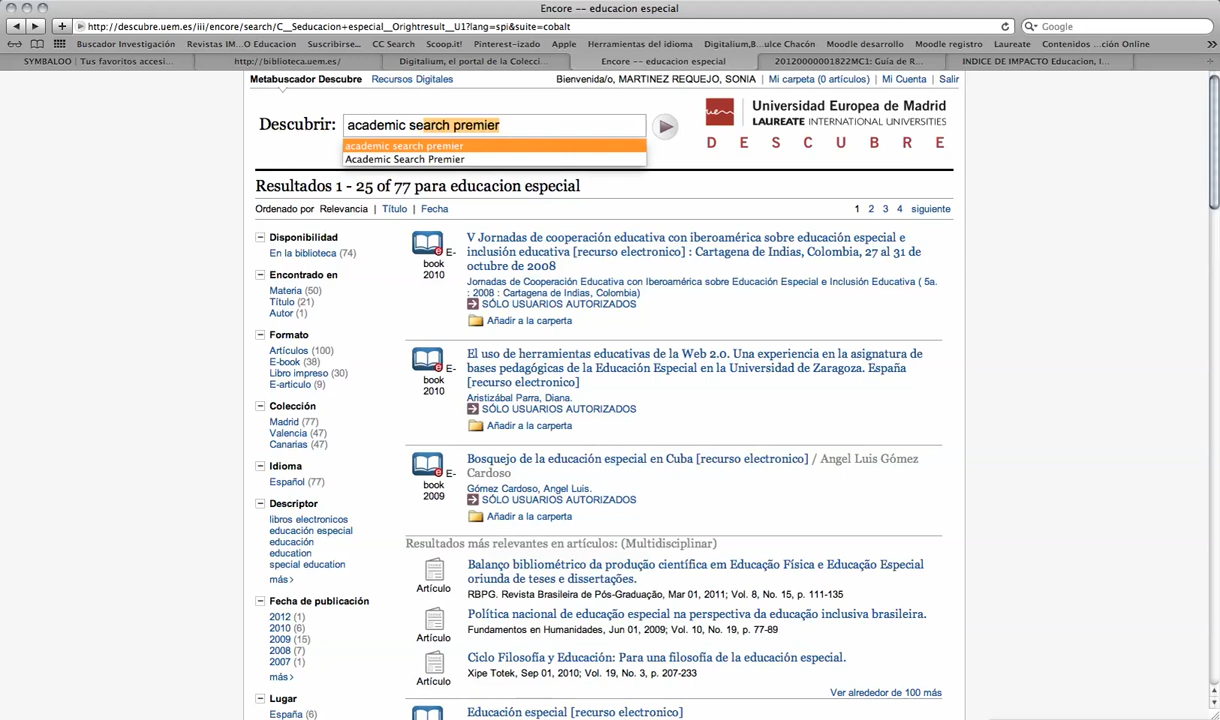 Encore -- educacion especial
http://descubre.uem.es/iii/encore/search/C__Seducacion+especial__Orightresult__U1?lang=spi&suite=cobalt
Google
Buscador Investigación Revistas IM...O Educacion Suscribirse... CC Search Scoop.it! Pinterest-izado Apple Herramientas del idioma Digitalium,B...ulce Chacón Moodle desarrollo Moodle registro Laureate Contenidos ...ción Online
SYMBALOO | Tus favoritos accesi... http://biblioteca.uem.es/ Digitalium, el portal de la Colecci... Encore -- educacion especial 20120000001822MC1: Guía de R... INDICE DE IMPACTO Educacion, I...
Metabuscador Descubre Recursos Digitales Bienvenida/o, MARTINEZ REQUEJO, SONIA | Mi carpeta (0 artículos) | Mi Cuenta | Salir
Descubrir: academic search premier
academic search premier
Academic Search Premier
uem
Universidad Europea de Madrid
LAUREATE INTERNATIONAL UNIVERSITIES
D E S C U B R E
Resultados 1 - 25 of 77 para educacion especial
Ordenado por Relevancia | Título | Fecha
1 2 3 4 siguiente
Disponibilidad
En la biblioteca (74)
Encontrado en
Materia (50)
Título (21)
Autor (1)
Formato
Artículos (100)
E-book (38)
Libro impreso (30)
E-articulo (9)
Colección
Madrid (77)
Valencia (47)
Canarias (47)
Idioma
Español (77)
Descriptor
libros electronicos
educación especial
educación
education
special education
más>
Fecha de publicación
2012 (1)
2010 (6)
2009 (15)
2008 (7)
2007 (1)
más>
Lugar
España (6)
E-
book
2010
V Jornadas de cooperación educativa con iberoamérica sobre educación especial e
inclusión educativa [recurso electronico] : Cartagena de Indias, Colombia, 27 al 31 de
octubre de 2008
Jornadas de Cooperación Educativa con Iberoamérica sobre Educación Especial e Inclusión Educativa ( 5a.
: 2008 : Cartagena de Indias, Colombia)
SÓLO USUARIOS AUTORIZADOS
Añadir a la carperta
E-
book
2010
El uso de herramientas educativas de la Web 2.0. Una experiencia en la asignatura de
bases pedagógicas de la Educación Especial en la Universidad de Zaragoza. España
[recurso electronico]
Aristizábal Parra, Diana.
SÓLO USUARIOS AUTORIZADOS
Añadir a la carperta
E-
book
2009
Bosquejo de la educación especial en Cuba [recurso electronico] / Angel Luis Gómez
Cardoso
Gómez Cardoso, Angel Luis.
SÓLO USUARIOS AUTORIZADOS
Añadir a la carperta
Resultados más relevantes en artículos: (Multidisciplinar)
Artículo
Balanço bibliométrico da produção científica em Educação Física e Educação Especial
oriunda de teses e dissertações.
RBPG. Revista Brasileira de Pós-Graduação, Mar 01, 2011; Vol. 8, No. 15, p. 111-135
Artículo
Política nacional de educação especial na perspectiva da educação inclusiva brasileira.
Fundamentos en Humanidades, Jun 01, 2009; Vol. 10, No. 19, p. 77-89
Artículo
Ciclo Filosofía y Educación: Para una filosofía de la educación especial.
Xipe Totek, Sep 01, 2010; Vol. 19, No. 3, p. 207-233
Ver alrededor de 100 más
Educación especial [recurso electronico]